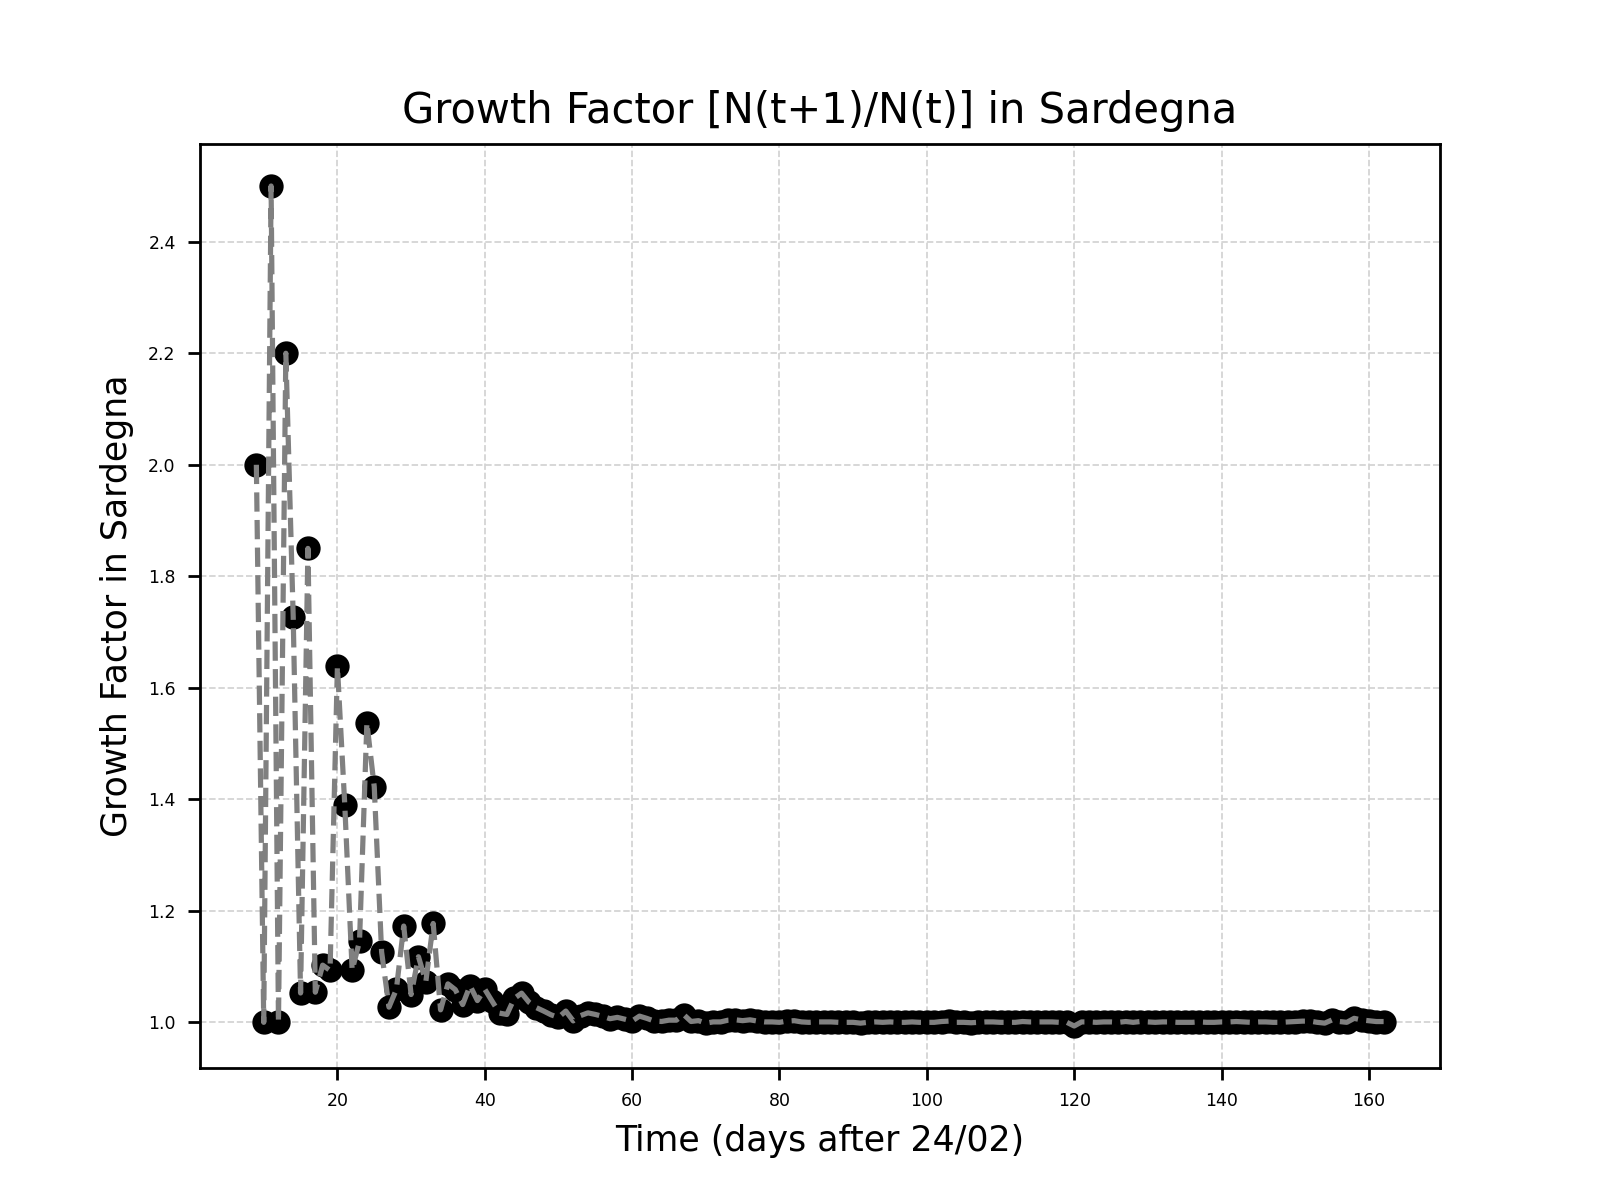 Growth Factor [N(t+1)/N(t)] in Sardegna
Growth Factor in Sardegna
2.4
2.2
2.0
1.8
1.6
1.4
1.2
1.0
20 40 60 80 100 120 140 160
Time (days after 24/02)